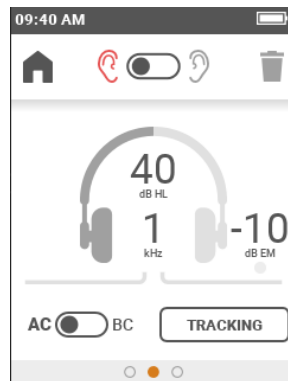 09:40 AM
40
dB HL
1
kHz
-10
dB EM
AC BC
TRACKING